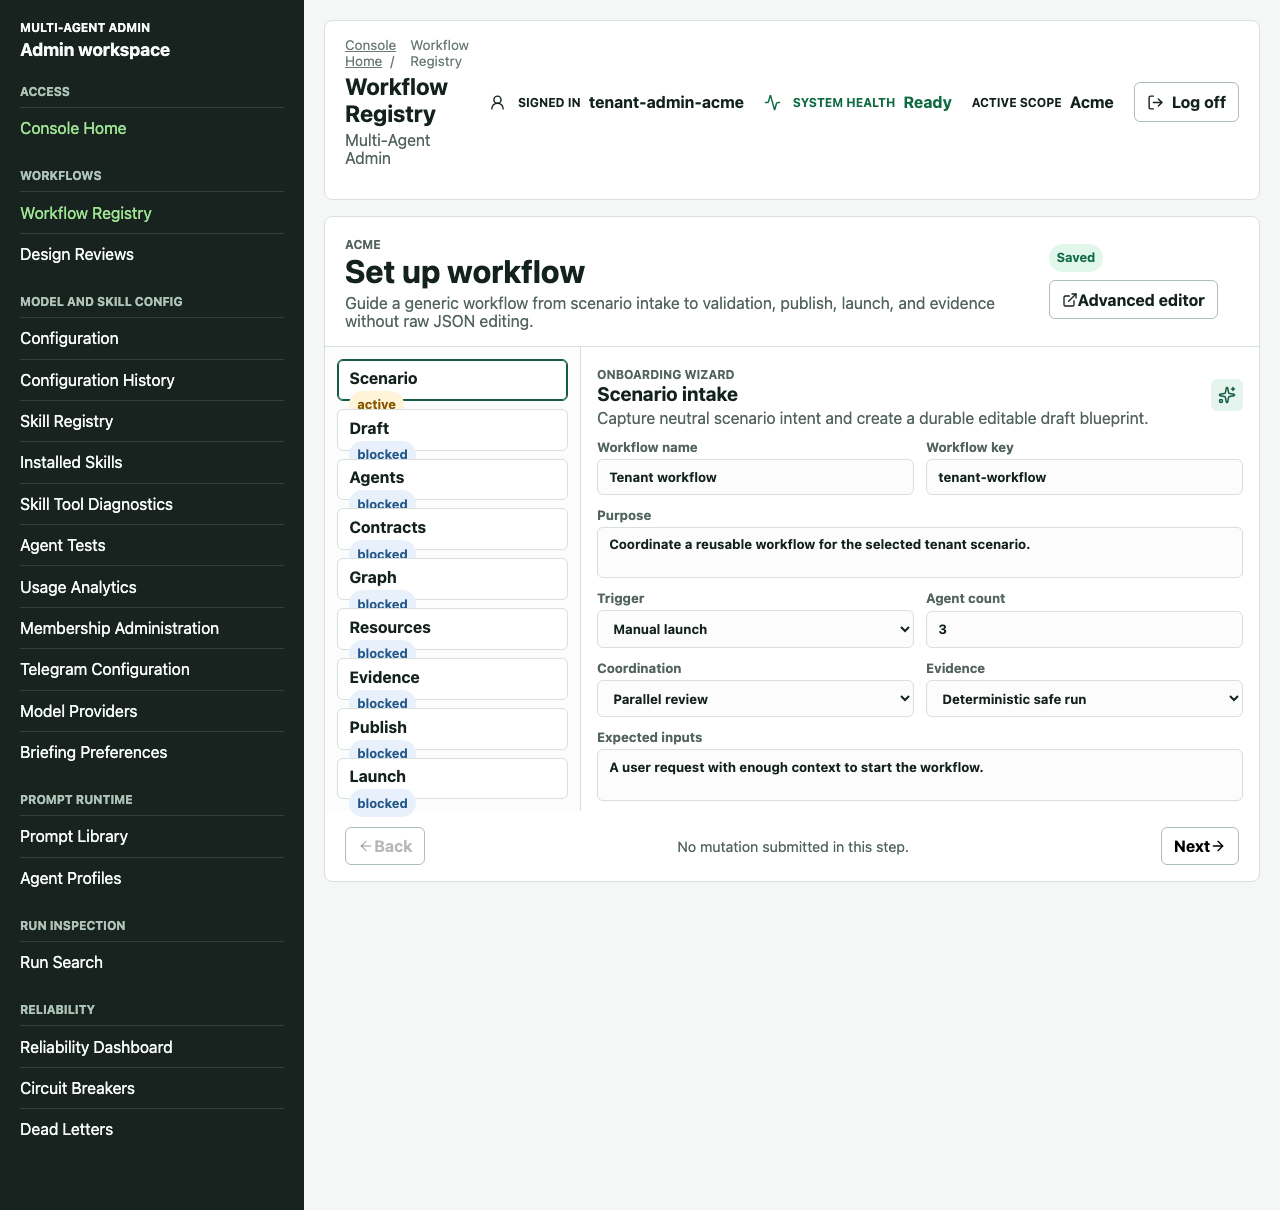 MULTI-AGENT ADMIN
Admin workspace
ACCESS
Console Home
WORKFLOWS
Workflow Registry
Design Reviews
MODEL AND SKILL CONFIG
Configuration
Configuration History
Skill Registry
Installed Skills
Skill Tool Diagnostics
Agent Tests
Usage Analytics
Membership Administration
Telegram Configuration
Model Providers
Briefing Preferences
PROMPT RUNTIME
Prompt Library
Agent Profiles
RUN INSPECTION
Run Search
RELIABILITY
Reliability Dashboard
Circuit Breakers
Dead Letters
Console Home / Workflow Registry
Workflow
Registry
Multi-Agent
Admin
SIGNED IN tenant-admin-acme
SYSTEM HEALTH Ready
ACTIVE SCOPE Acme
Log off
ACME
Set up workflow
Guide a generic workflow from scenario intake to validation, publish, launch, and evidence
without raw JSON editing.
Saved
Advanced editor
Scenario
active
Draft
blocked
Agents
blocked
Contracts
blocked
Graph
blocked
Resources
blocked
Evidence
blocked
Publish
blocked
Launch
blocked
ONBOARDING WIZARD
Scenario intake
Capture neutral scenario intent and create a durable editable draft blueprint.
Workflow name
Tenant workflow
Workflow key
tenant-workflow
Purpose
Coordinate a reusable workflow for the selected tenant scenario.
Trigger
Manual launch
Agent count
3
Coordination
Parallel review
Evidence
Deterministic safe run
Expected inputs
A user request with enough context to start the workflow.
Back
No mutation submitted in this step.
Next